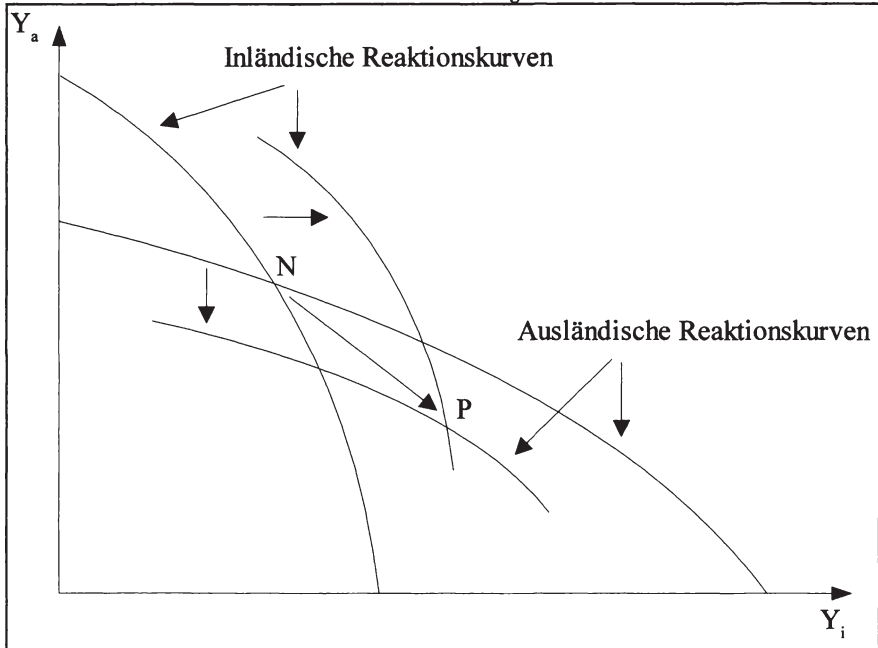 Yₐ
Inländische Reaktionskurven
N
Ausländische Reaktionskurven
P
Yᵢ